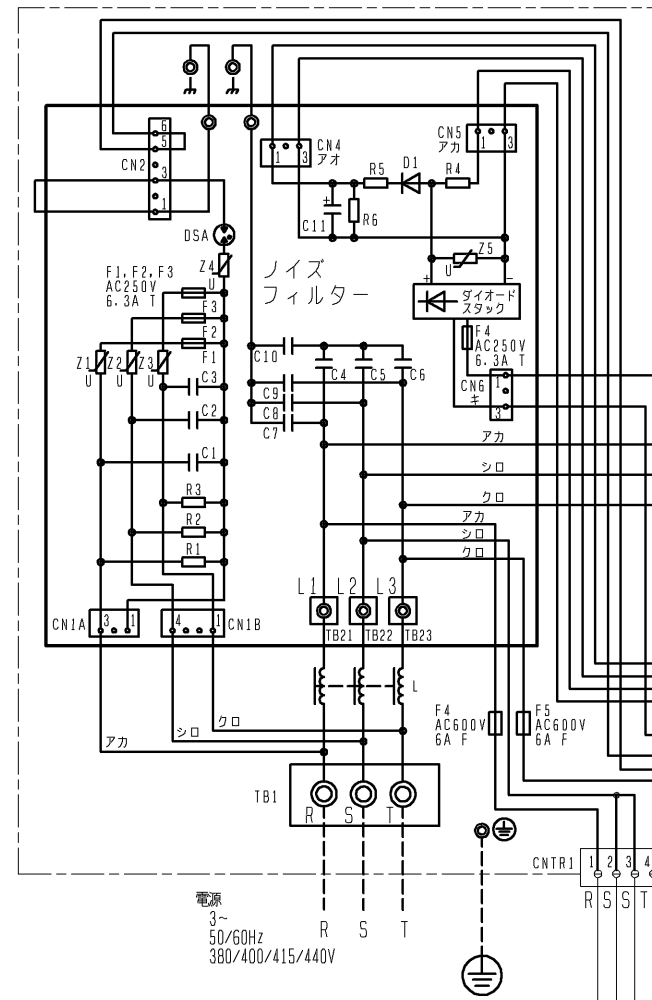 6
5
CN2
3
1
CN4
アオ
1 3
CN5
アカ
1 3
R5
D1
R4
+
C11
R6
DSA
Z4
U
Z5
U
+
−
ノイズ
フィルター
ダイオード
スタック
F1,F2,F3
AC250V
6.3A T
F3
F2
F1
F4
AC250V
6.3A T
Z1
U
Z2
U
Z3
U
C10
C4
C5
C6
C3
C9
C8
C7
C2
CN6
キ
1
3
アカ
C1
シロ
R3
クロ
アカ
R2
シロ
R1
クロ
L1 L2 L3
CN1A
3 1
4 1
CN1B
TB21 TB22 TB23
L
F4
AC600V
6A F
F5
AC600V
6A F
クロ
シロ
アカ
TB1
R S T
CNTR1
1 2 3 4
R S S T
電源
3~
50/60Hz
380/400/415/440V
R S T